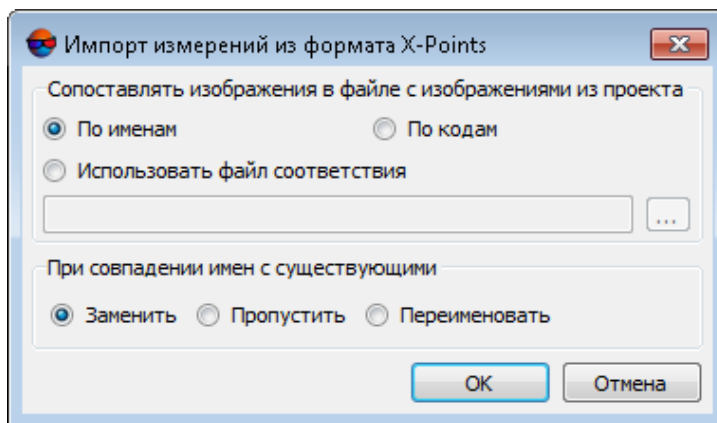 Импорт измерений из формата X-Points
Сопоставлять изображения в файле с изображениями из проекта
По именам По кодам
Использовать файл соответствия
...
При совпадении имен с существующими
Заменить Пропустить Переименовать
OK Отмена